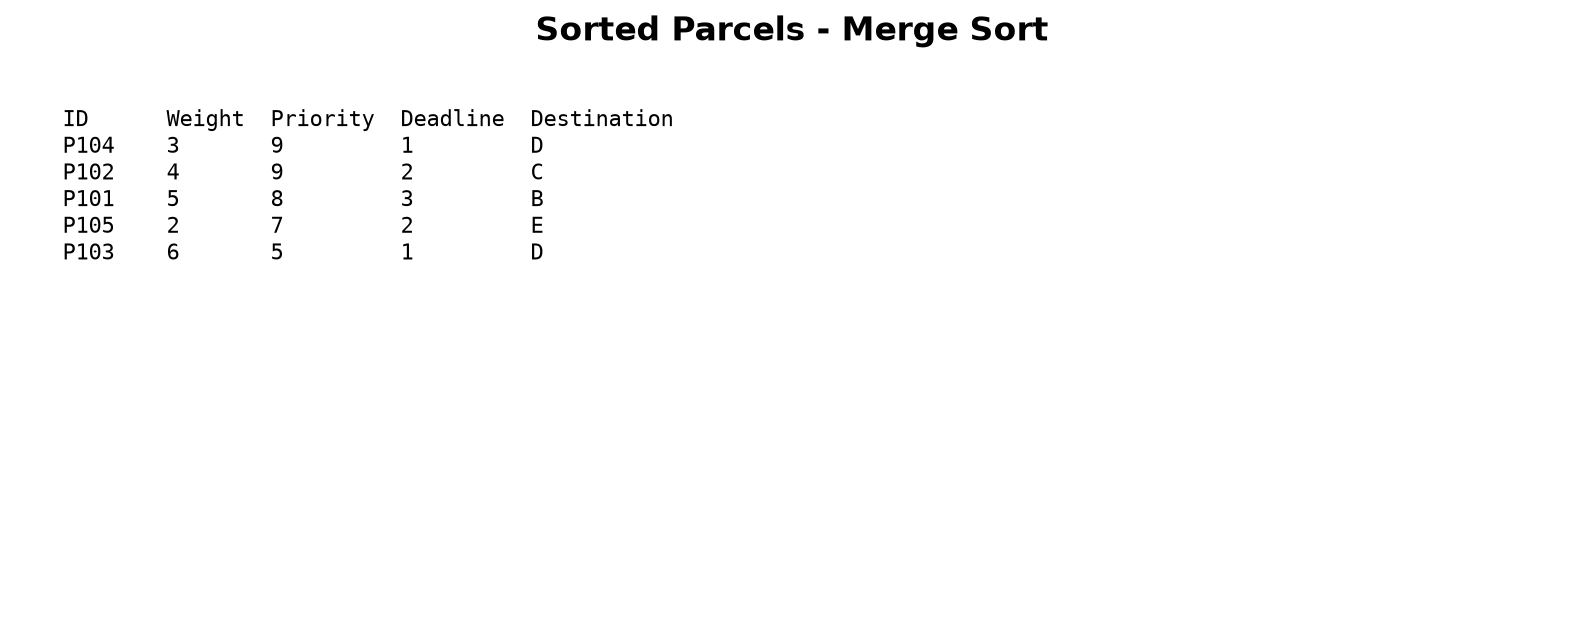 Sorted Parcels - Merge Sort
ID      Weight  Priority  Deadline  Destination
P104    3       9         1         D
P102    4       9         2         C
P101    5       8         3         B
P105    2       7         2         E
P103    6       5         1         D